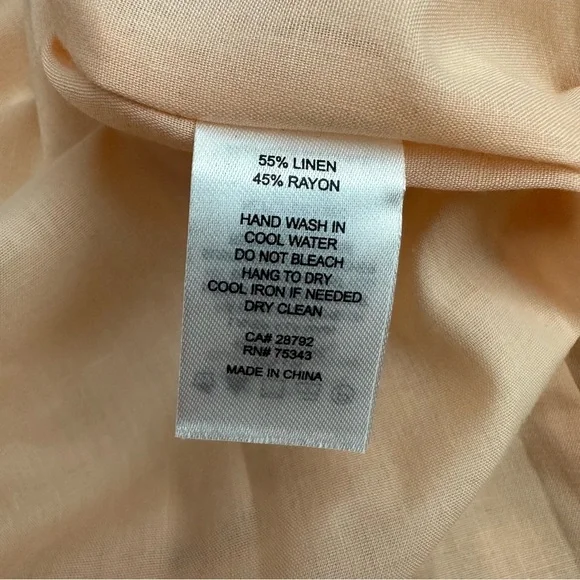 55% LINEN
45% RAYON
HAND WASH IN
COOL WATER
DO NOT BLEACH
HANG TO DRY
COOL IRON IF NEEDED
DRY CLEAN
CA# 28792
RN# 75343
MADE IN CHINA